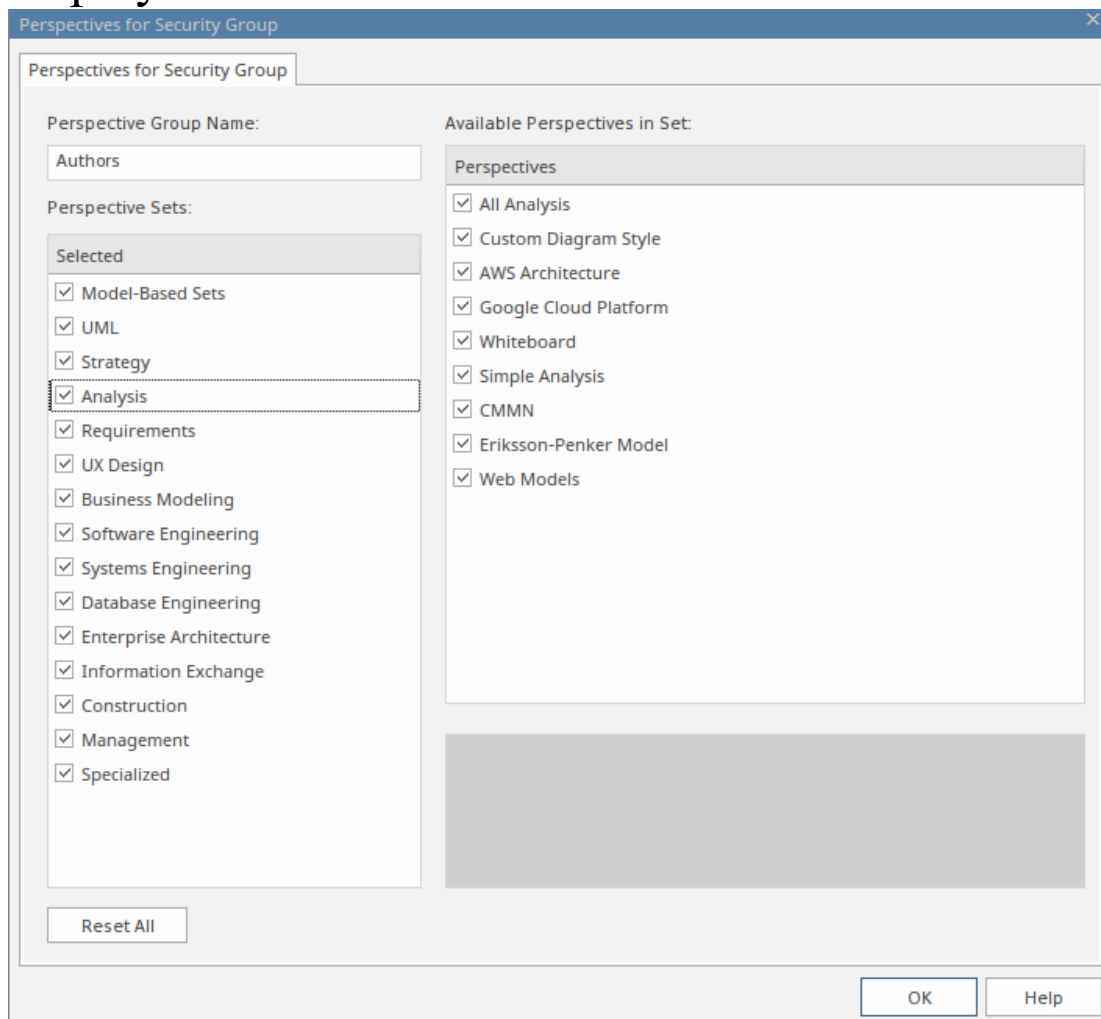 Perspectives for Security Group
Perspectives for Security Group
Perspective Group Name:
Authors
Perspective Sets:
Selected
Model-Based Sets
UML
Strategy
Analysis
Requirements
UX Design
Business Modeling
Software Engineering
Systems Engineering
Database Engineering
Enterprise Architecture
Information Exchange
Construction
Management
Specialized
Reset All
Available Perspectives in Set:
Perspectives
All Analysis
Custom Diagram Style
AWS Architecture
Google Cloud Platform
Whiteboard
Simple Analysis
CMMN
Eriksson-Penker Model
Web Models
OK
Help